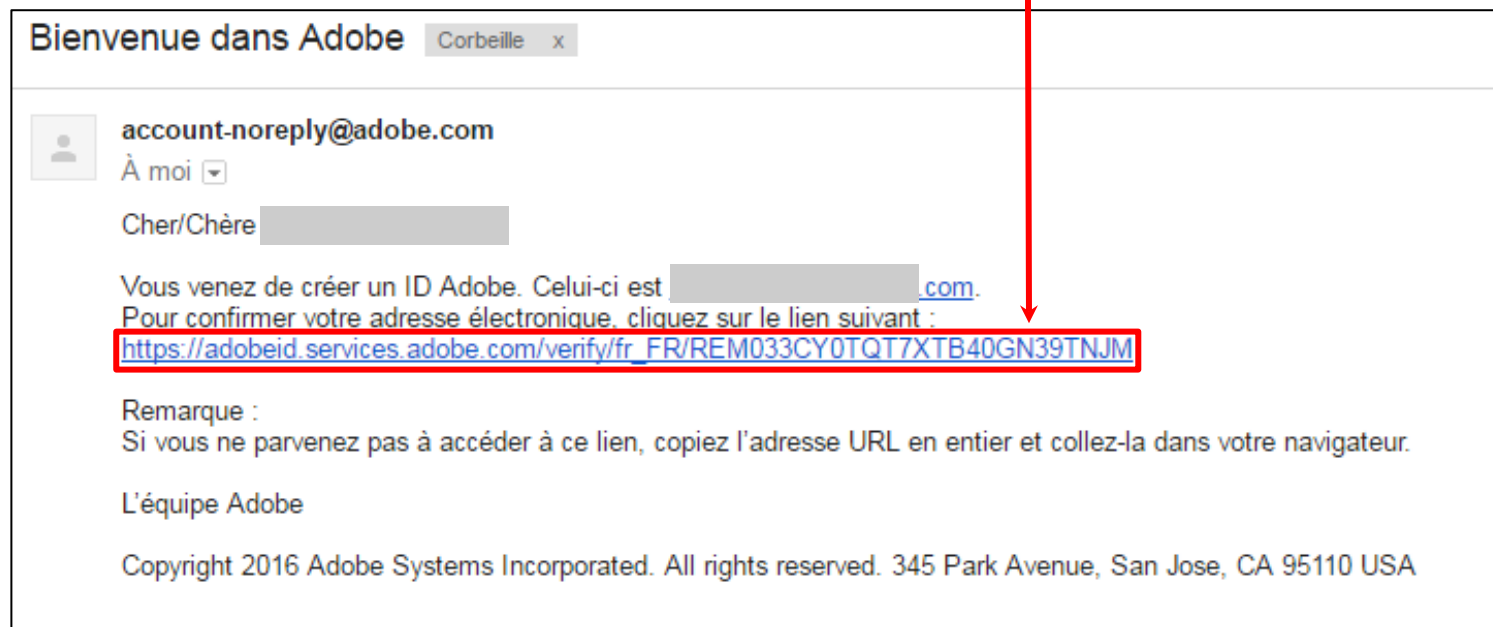 Bienvenue dans Adobe Corbeille x
account-noreply@adobe.com
À moi
Cher/Chère
Vous venez de créer un ID Adobe. Celui-ci est .com.
Pour confirmer votre adresse électronique, cliquez sur le lien suivant :
https://adobeid.services.adobe.com/verify/fr_FR/REM033CY0TQT7XTB40GN39TNJM
Remarque :
Si vous ne parvenez pas à accéder à ce lien, copiez l’adresse URL en entier et collez-la dans votre navigateur.
L’équipe Adobe
Copyright 2016 Adobe Systems Incorporated. All rights reserved. 345 Park Avenue, San Jose, CA 95110 USA